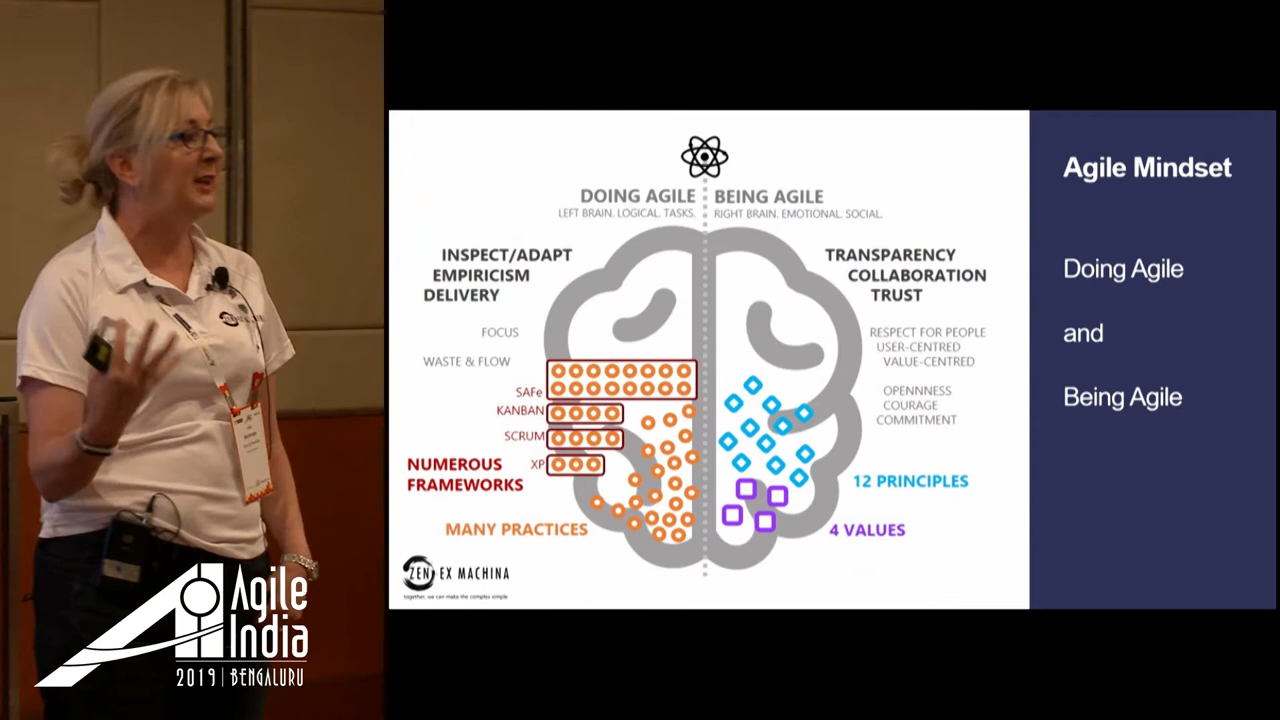 DOING AGILE
LEFT BRAIN. LOGICAL. TASKS.
BEING AGILE
RIGHT BRAIN. EMOTIONAL. SOCIAL.
INSPECT/ADAPT
EMPIRICISM
DELIVERY
FOCUS
WASTE & FLOW
SAFe
KANBAN
SCRUM
XP
NUMEROUS
FRAMEWORKS
MANY PRACTICES
TRANSPARENCY
COLLABORATION
TRUST
RESPECT FOR PEOPLE
USER-CENTRED
VALUE-CENTRED
OPENNNESS
COURAGE
COMMITMENT
12 PRINCIPLES
4 VALUES
ZEN EX MACHINA
together, we can make the complex simple
Agile Mindset
Doing Agile
and
Being Agile
Agile
India
2019 | BENGALURU